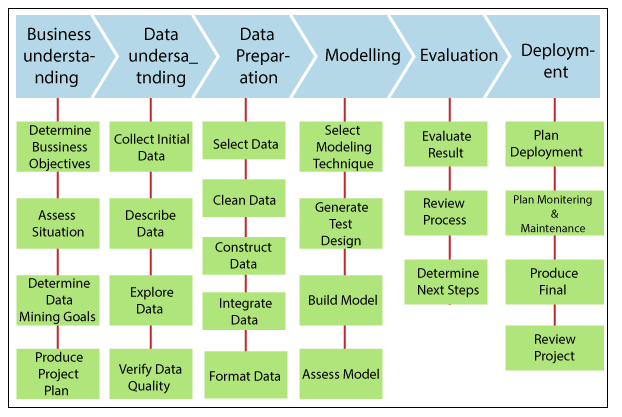 Business
understa-
nding
Data
undersa_
tnding
Data
Prepar-
ation
Modelling
Evaluation
Deploym-
ent
Determine
Bussiness
Objectives
Assess
Situation
Determine
Data
Mining Goals
Produce
Project
Plan
Collect Initial
Data
Describe
Data
Explore
Data
Verify Data
Quality
Select Data
Clean Data
Construct
Data
Integrate
Data
Format Data
Select
Modeling
Technique
Generate
Test
Design
Build Model
Assess Model
Evaluate
Result
Review
Process
Determine
Next Steps
Plan
Deployment
Plan Monitering
&
Maintenance
Produce
Final
Review
Project